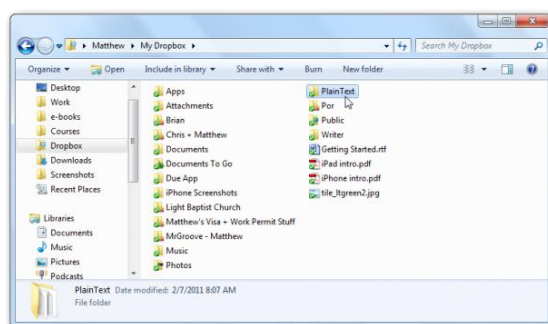 Matthew ▸ My Dropbox ▸
Search My Dropbox
Organize Open Include in library Share with Burn New folder
Desktop
Work
e-books
Courses
Dropbox
Downloads
Screenshots
Recent Places
Libraries
Documents
Music
Pictures
Podcasts
Apps
Attachments
Brian
Chris + Matthew
Documents
Documents To Go
Due App
iPhone Screenshots
Light Baptist Church
Matthew's Visa + Work Permit Stuff
MrGroove - Matthew
Music
Photos
PlainText
Por
Public
Writer
Getting Started.rtf
iPad intro.pdf
iPhone intro.pdf
tile_ltgreen2.jpg
PlainText Date modified: 2/7/2011 8:07 AM
File folder